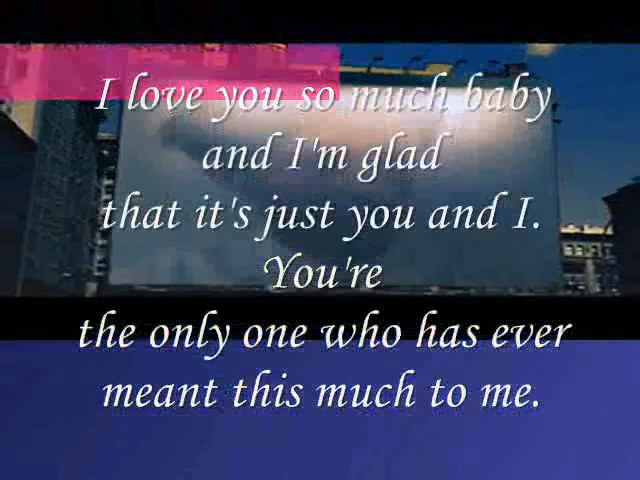 I love you so much baby
and I'm glad
that it's just you and I.
You're
the only one who has ever
meant this much to me.